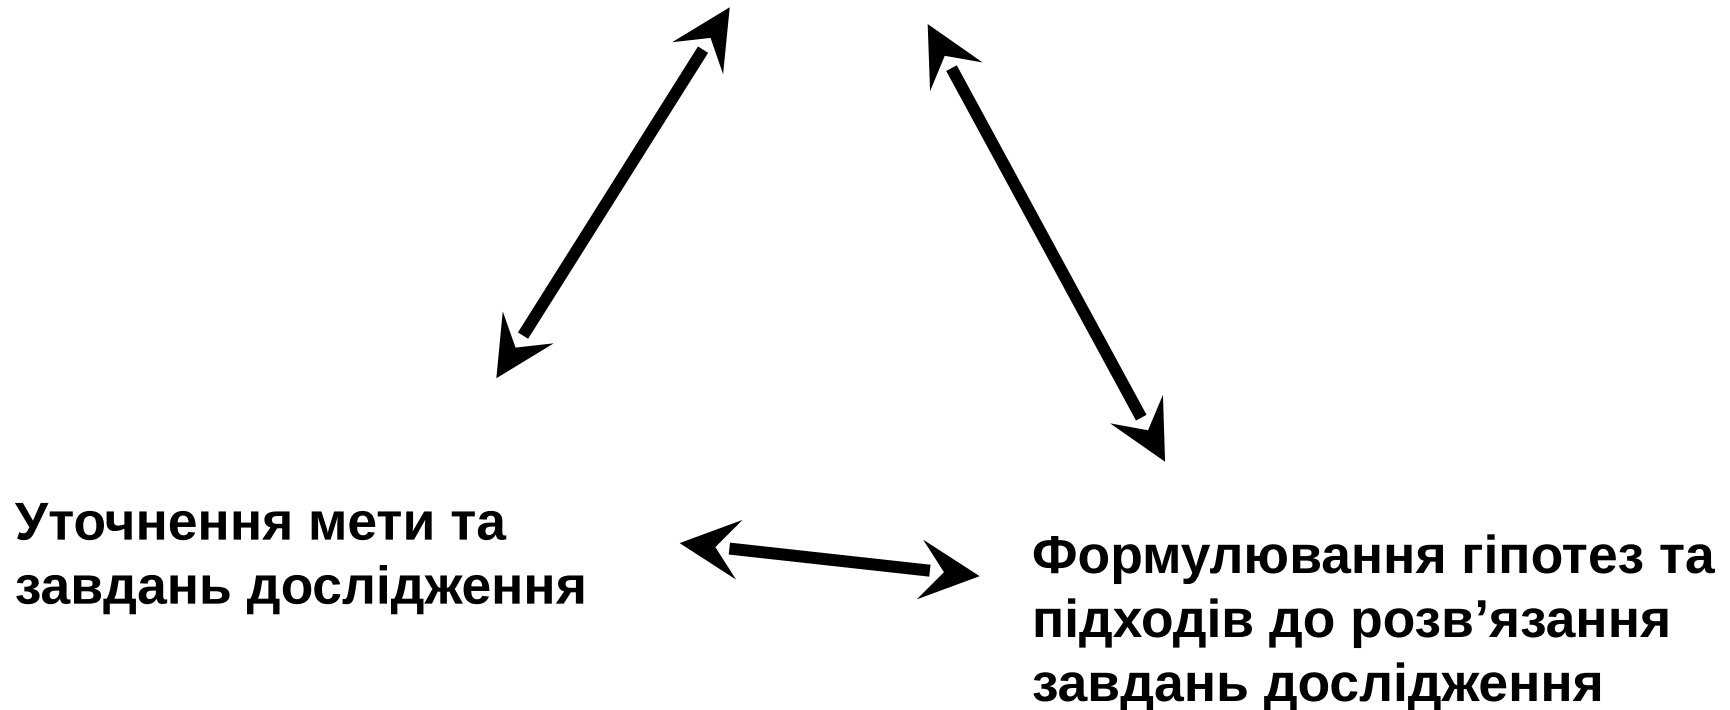 Уточнення мети та
завдань дослідження
Формулювання гіпотез та
підходів до розв’язання
завдань дослідження